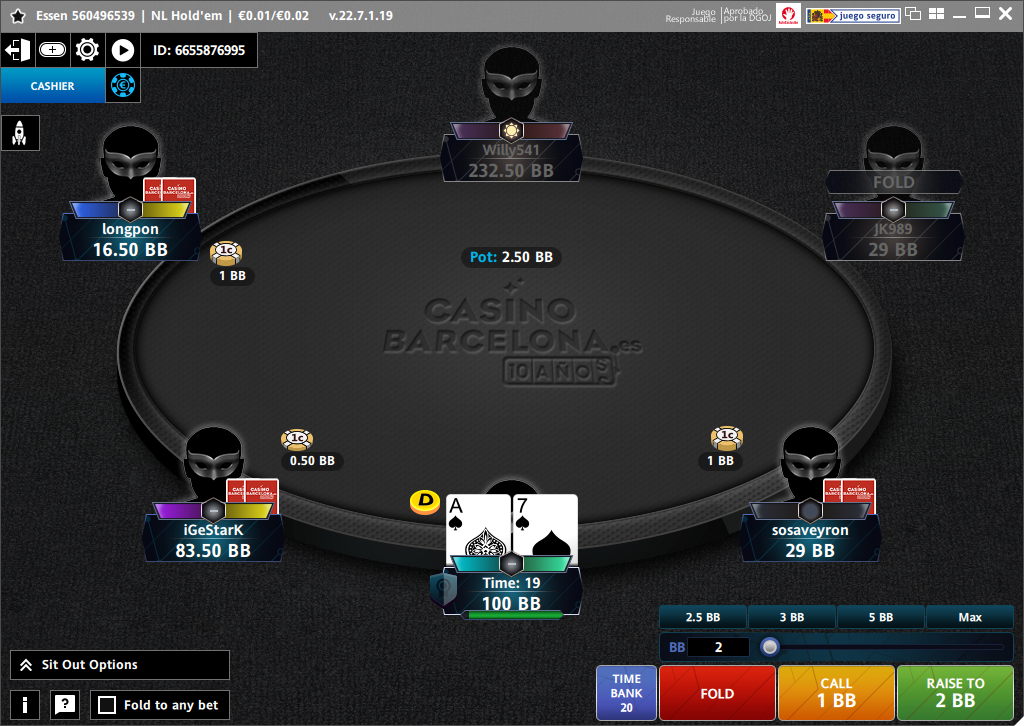 Essen 560496539 | NL Hold'em | €0.01/€0.02 v.22.7.1.19
Juego Responsable | Aprobado por la DGOJ
juego seguro
ID: 6655876995
CASHIER
Willy541
232.50 BB
FOLD
JK989
29 BB
longpon
16.50 BB
1 BB
Pot: 2.50 BB
CASINO
BARCELONA.es
10 AÑOS
0.50 BB
1 BB
1c
1c
1c
D
A
7
iGeStarK
83.50 BB
Time: 19
100 BB
sosaveyron
29 BB
2.5 BB
3 BB
5 BB
Max
BB 2
Sit Out Options
Fold to any bet
TIME
BANK
20
FOLD
CALL
1 BB
RAISE TO
2 BB